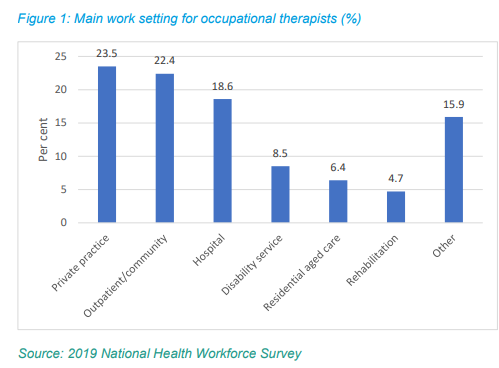 Figure 1: Main work setting for occupational therapists (%)
25
20
15
10
5
0
Per cent
23.5
22.4
18.6
8.5
6.4
4.7
15.9
Private practice
Outpatient/community
Hospital
Disability service
Residential aged care
Rehabilitation
Other
Source: 2019 National Health Workforce Survey